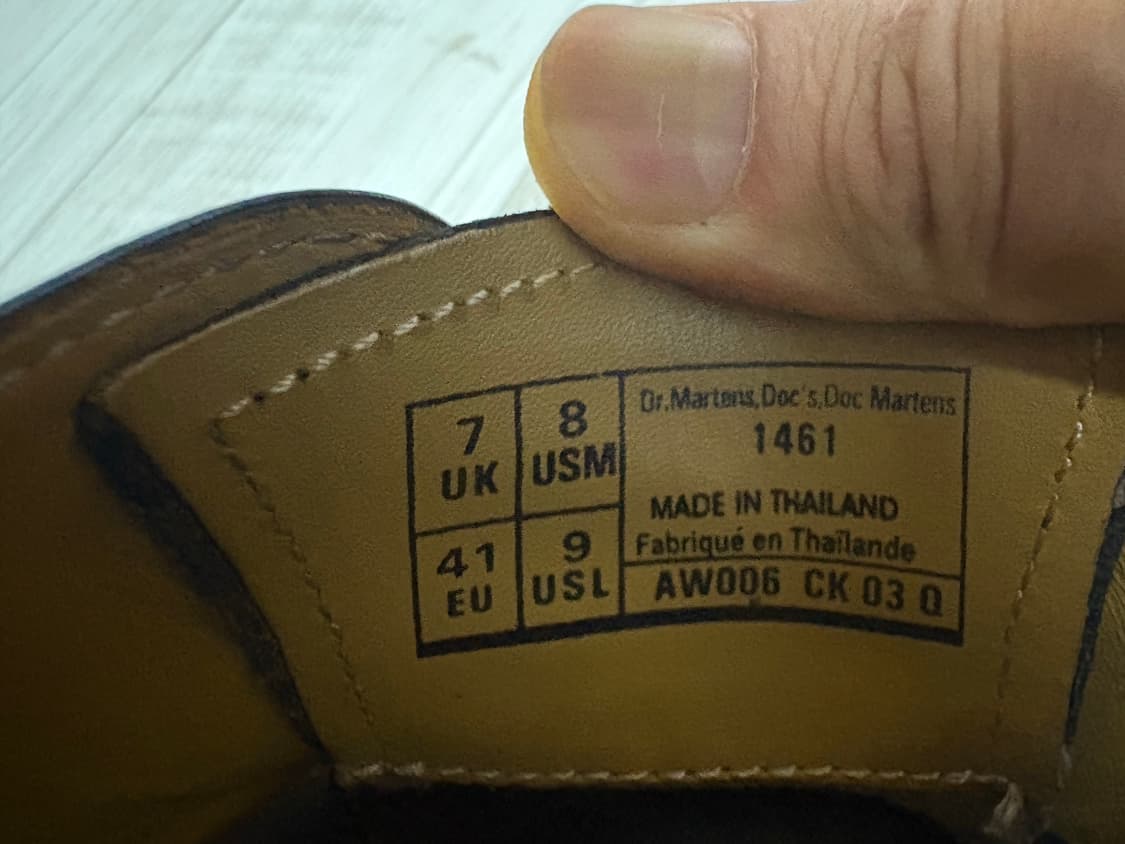 7
UK
8
USM
41
EU
9
USL
Dr.Martens,Doc's,Doc Martens
1461
MADE IN THAILAND
Fabriqué en Thaïlande
AW006 CK 03 Q